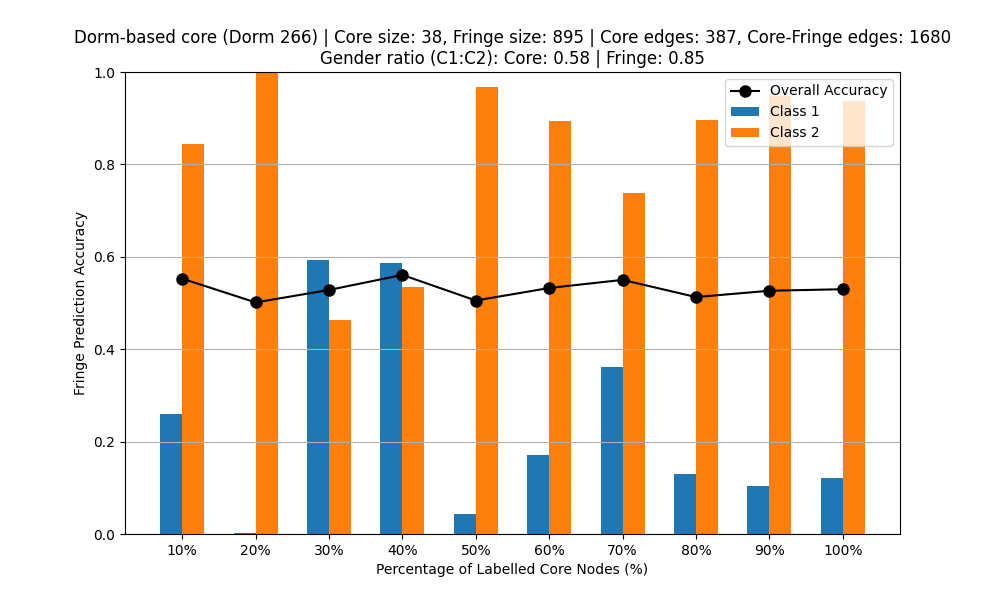 Dorm-based core (Dorm 266) | Core size: 38, Fringe size: 895 | Core edges: 387, Core-Fringe edges: 1680
Gender ratio (C1:C2): Core: 0.58 | Fringe: 0.85
Overall Accuracy
Class 1
Class 2
Fringe Prediction Accuracy
1.0
0.8
0.6
0.4
0.2
0.0
10% 20% 30% 40% 50% 60% 70% 80% 90% 100%
Percentage of Labelled Core Nodes (%)